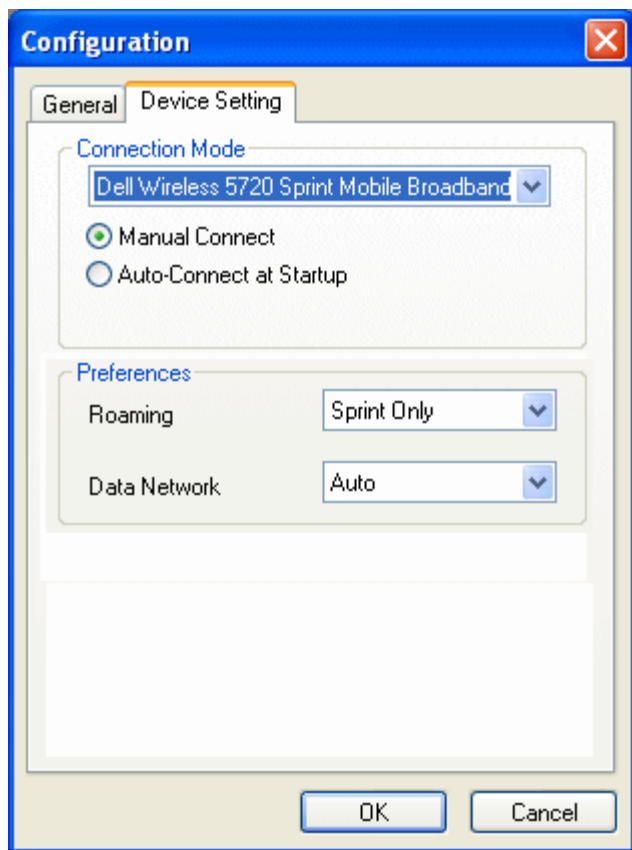 Configuration
General
Device Setting
Connection Mode
Dell Wireless 5720 Sprint Mobile Broadband
Manual Connect
Auto-Connect at Startup
Preferences
Roaming
Sprint Only
Data Network
Auto
OK
Cancel